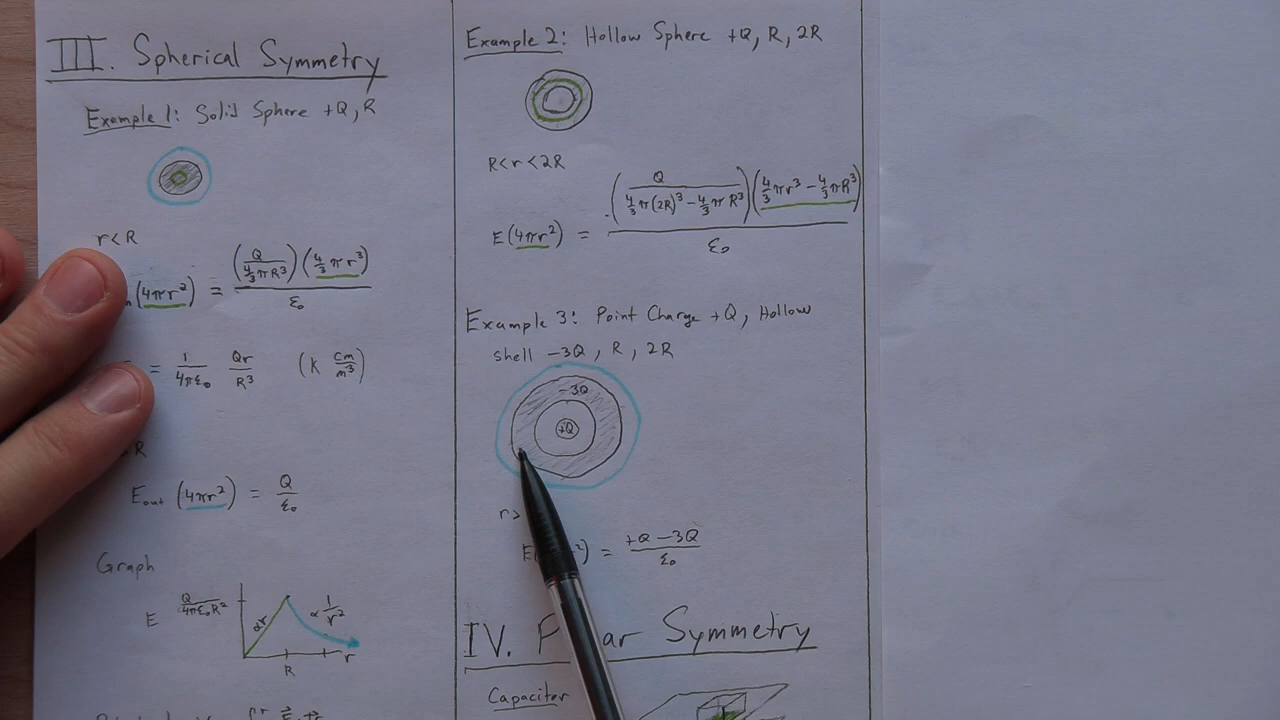 III. Spherical Symmetry
Example 1: Solid Sphere +Q, R
r<R
(4πr²) = (Q / 4/3 πR³)(4/3 πr³) / ε₀
= 1/4πε₀ Qr/R³ (K Cm/m³)
R
E_out (4πr²) = Q/ε₀
Graph
E Q/4πε₀R² αr α 1/r² r
R
Example 2: Hollow Sphere +Q, R, 2R
R<r<2R
E(4πr²) = (Q / 4/3 π(2R)³ - 4/3 πR³)(4/3 πr³ - 4/3 πR³) / ε₀
Example 3: Point Charge +Q, Hollow
shell -3Q, R, 2R
-3Q
+Q
r>
E( ²) = +Q -3Q / ε₀
IV. Symmetry
Capacitor